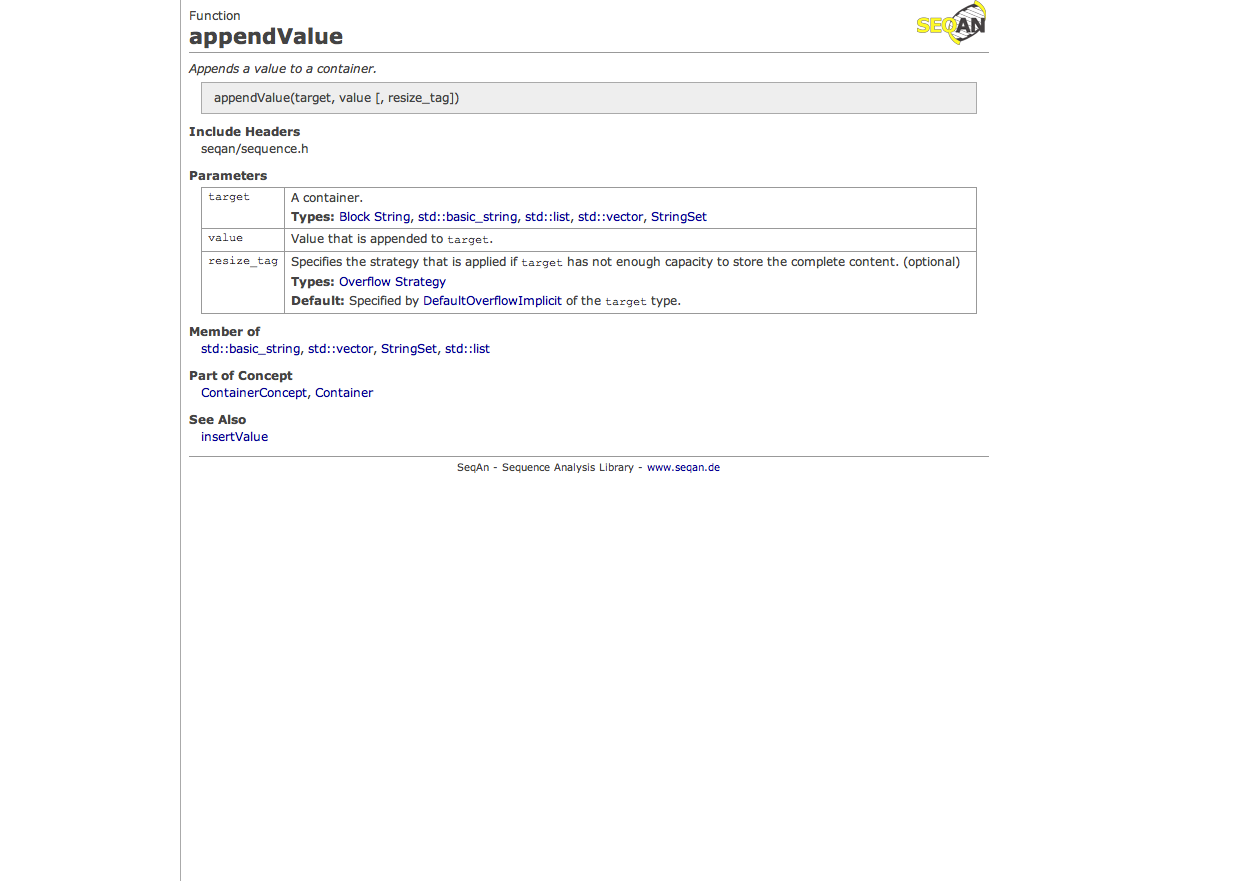 Function
SEQAN
appendValue
Appends a value to a container.
appendValue(target, value [, resize_tag])
Include Headers
seqan/sequence.h
Parameters
target A container.
Types: Block String, std::basic_string, std::list, std::vector, StringSet
value Value that is appended to target.
resize_tag Specifies the strategy that is applied if target has not enough capacity to store the complete content. (optional)
Types: Overflow Strategy
Default: Specified by DefaultOverflowImplicit of the target type.
Member of
std::basic_string, std::vector, StringSet, std::list
Part of Concept
ContainerConcept, Container
See Also
insertValue
SeqAn - Sequence Analysis Library - www.seqan.de